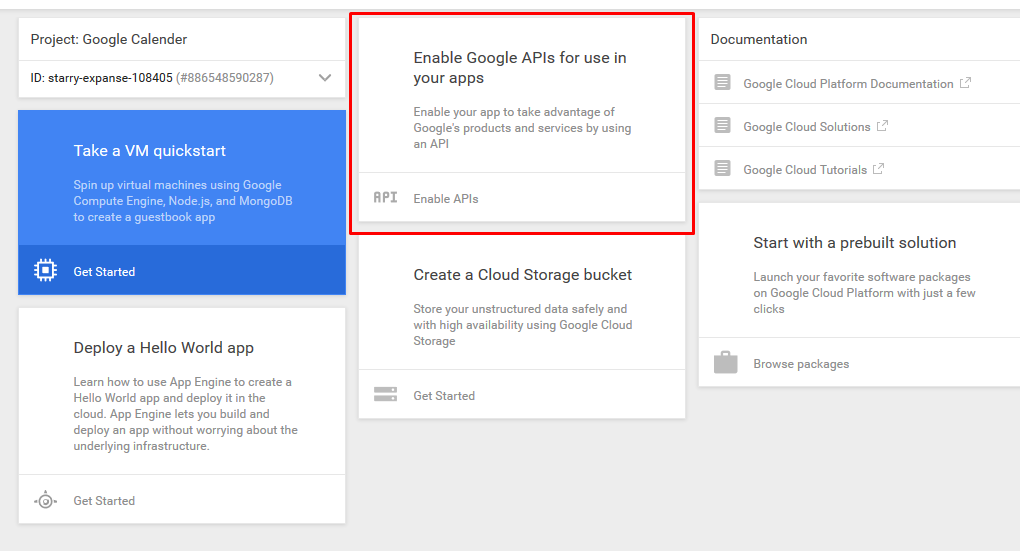 Project: Google Calender
ID: starry-expanse-108405 (#886548590287)
Take a VM quickstart
Spin up virtual machines using Google
Compute Engine, Node.js, and MongoDB
to create a guestbook app
Get Started
Deploy a Hello World app
Learn how to use App Engine to create a
Hello World app and deploy it in the
cloud. App Engine lets you build and
deploy an app without worrying about the
underlying infrastructure.
Get Started
Enable Google APIs for use in
your apps
Enable your app to take advantage of
Google's products and services by using
an API
API Enable APIs
Create a Cloud Storage bucket
Store your unstructured data safely and
with high availability using Google Cloud
Storage
Get Started
Documentation
Google Cloud Platform Documentation
Google Cloud Solutions
Google Cloud Tutorials
Start with a prebuilt solution
Launch your favorite software packages
on Google Cloud Platform with just a few
clicks
Browse packages